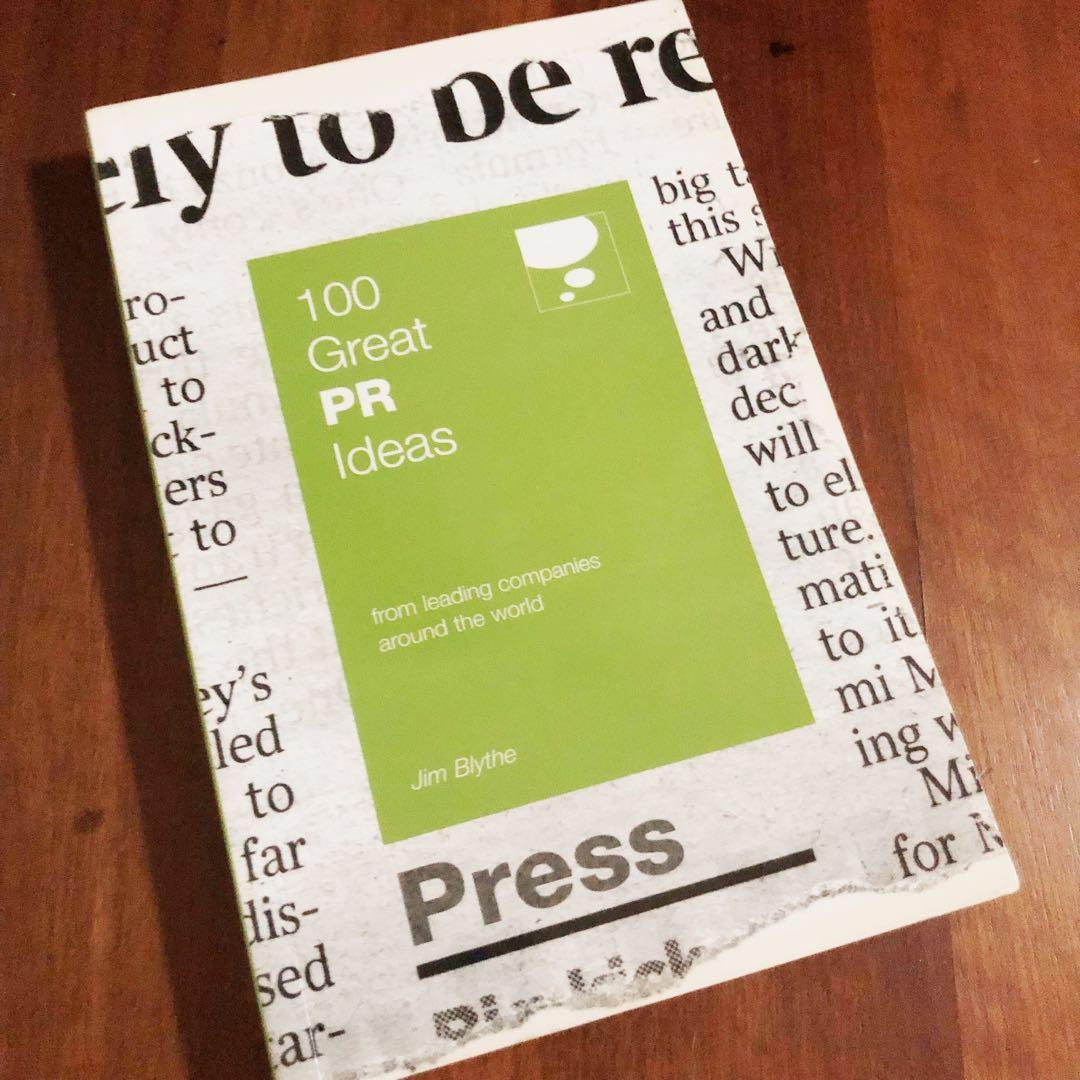 ely to be re
ro-
uct
to
ck-
ers
to
—
ey's
led
to
far
dis-
sed
ar-
100
Great
PR
Ideas
from leading companies
around the world
Jim Blythe
Press
big
this
and
dark
dec
will
to el
ture.
mati
to it
mi M
ing w
Mi
for